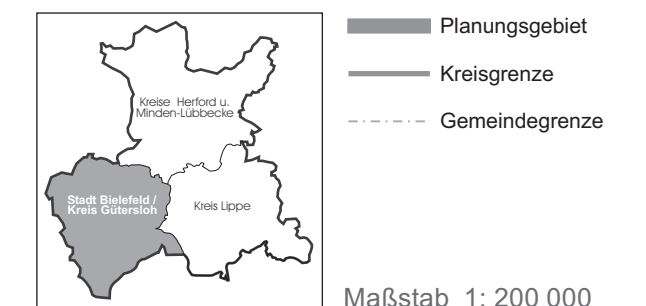 Kreise Herford u.
Minden-Lübbecke
Stadt Bielefeld /
Kreis Gütersloh
Kreis Lippe
Planungsgebiet
Kreisgrenze
Gemeindegrenze
Maßstab 1: 200 000